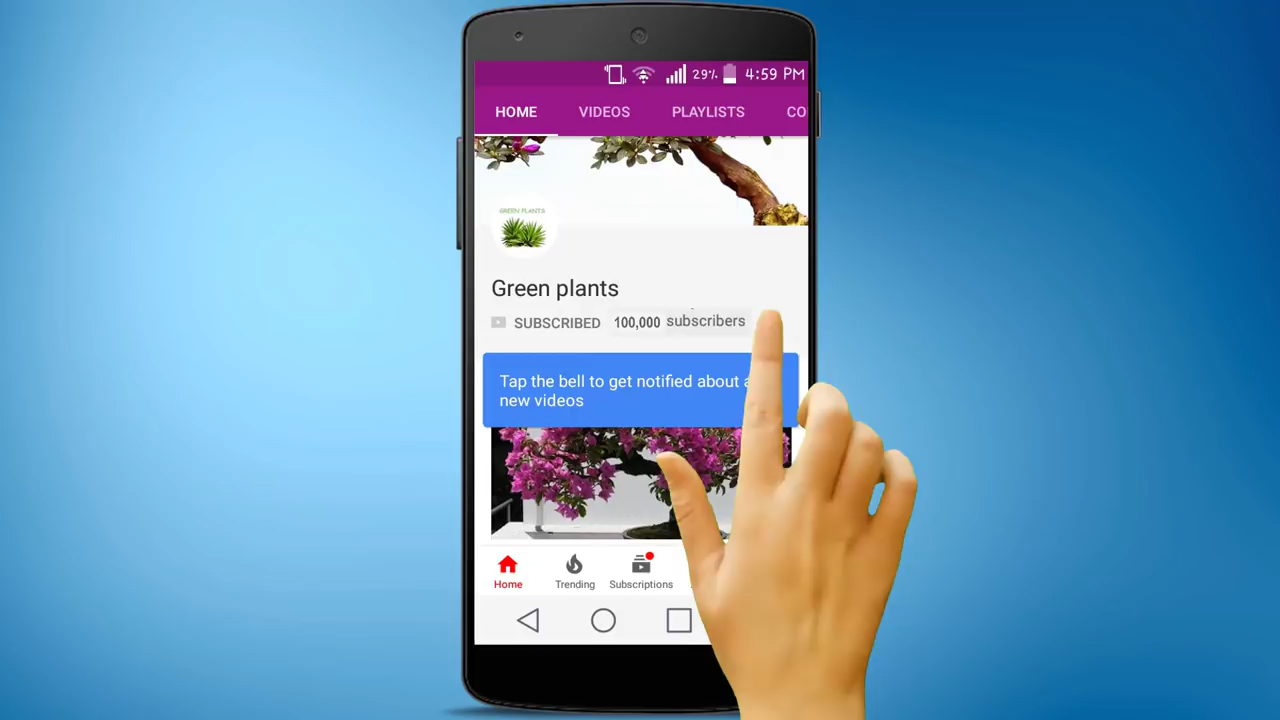 29% 4:59 PM
HOME VIDEOS PLAYLISTS CO
GREEN PLANTS
Green plants
SUBSCRIBED 100,000 subscribers
Tap the bell to get notified about a
new videos
Home Trending Subscriptions